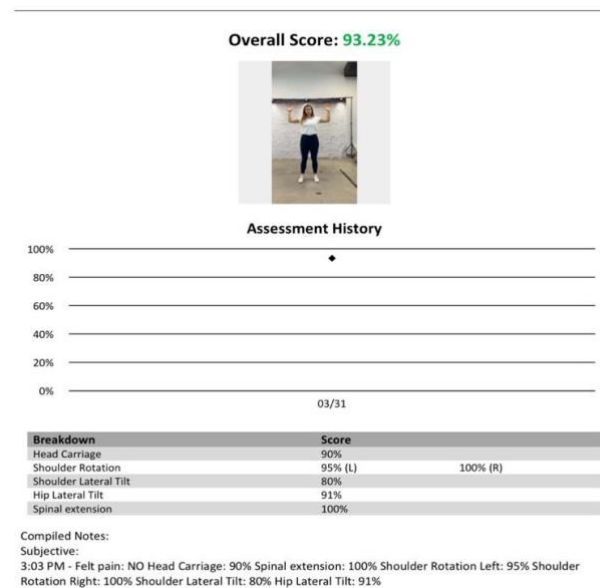 Overall Score: 93.23%
Assessment History
100%
80%
60%
40%
20%
0%
03/31
Breakdown Score
Head Carriage 90%
Shoulder Rotation 95% (L) 100% (R)
Shoulder Lateral Tilt 80%
Hip Lateral Tilt 91%
Spinal extension 100%
Compiled Notes:
Subjective:
3:03 PM - Felt pain: NO Head Carriage: 90% Spinal extension: 100% Shoulder Rotation Left: 95% Shoulder
Rotation Right: 100% Shoulder Lateral Tilt: 80% Hip Lateral Tilt: 91%